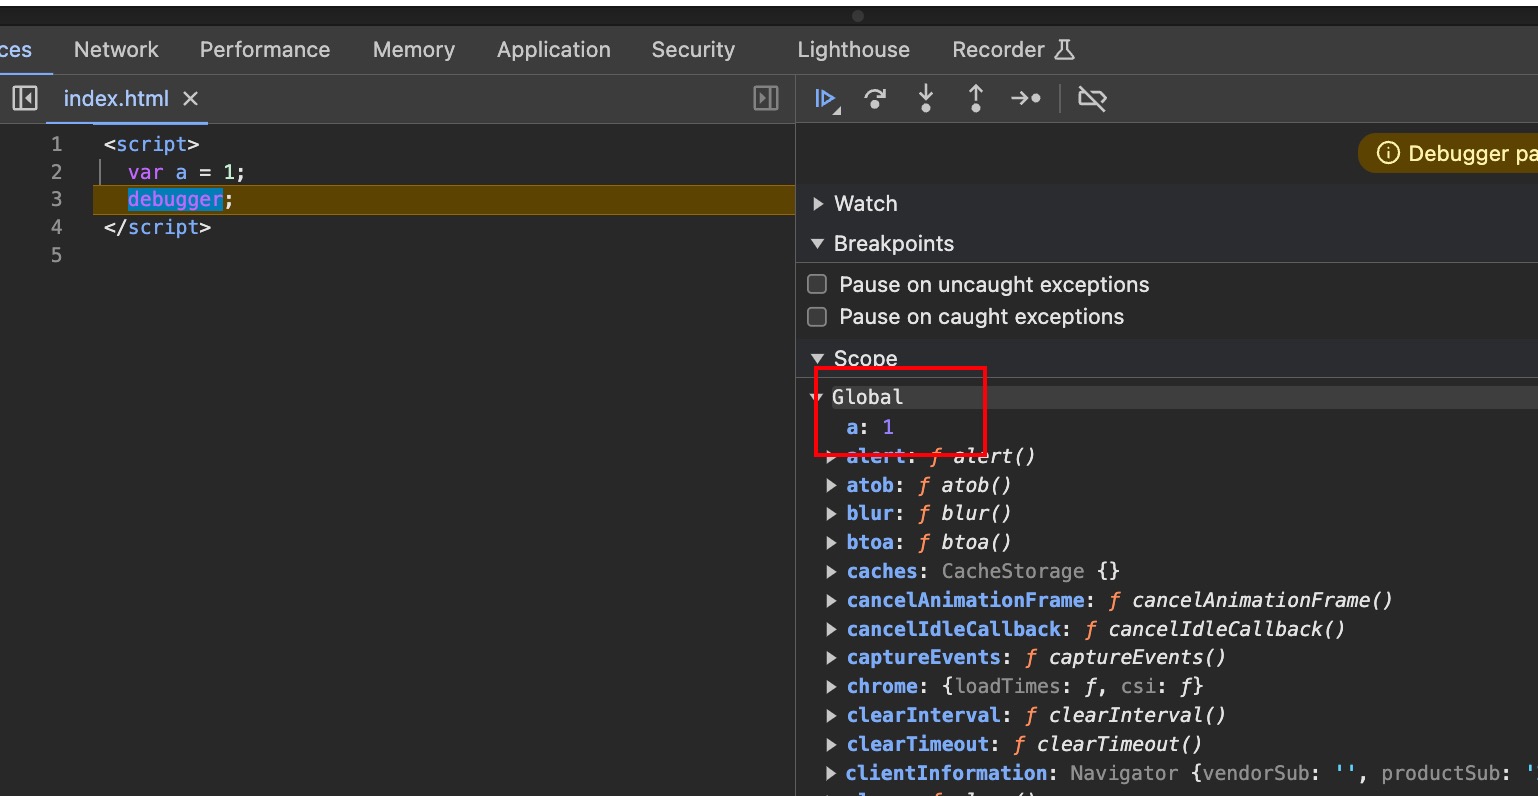 ces Network Performance Memory Application Security Lighthouse Recorder
index.html
1 <script>
2 var a = 1;
3 debugger;
4 </script>
5
Debugger pa
Watch
Breakpoints
Pause on uncaught exceptions
Pause on caught exceptions
Scope
Global
a: 1
alert: ƒ alert()
atob: ƒ atob()
blur: ƒ blur()
btoa: ƒ btoa()
caches: CacheStorage {}
cancelAnimationFrame: ƒ cancelAnimationFrame()
cancelIdleCallback: ƒ cancelIdleCallback()
captureEvents: ƒ captureEvents()
chrome: {loadTimes: ƒ, csi: ƒ}
clearInterval: ƒ clearInterval()
clearTimeout: ƒ clearTimeout()
clientInformation: Navigator {vendorSub: '', productSub: '